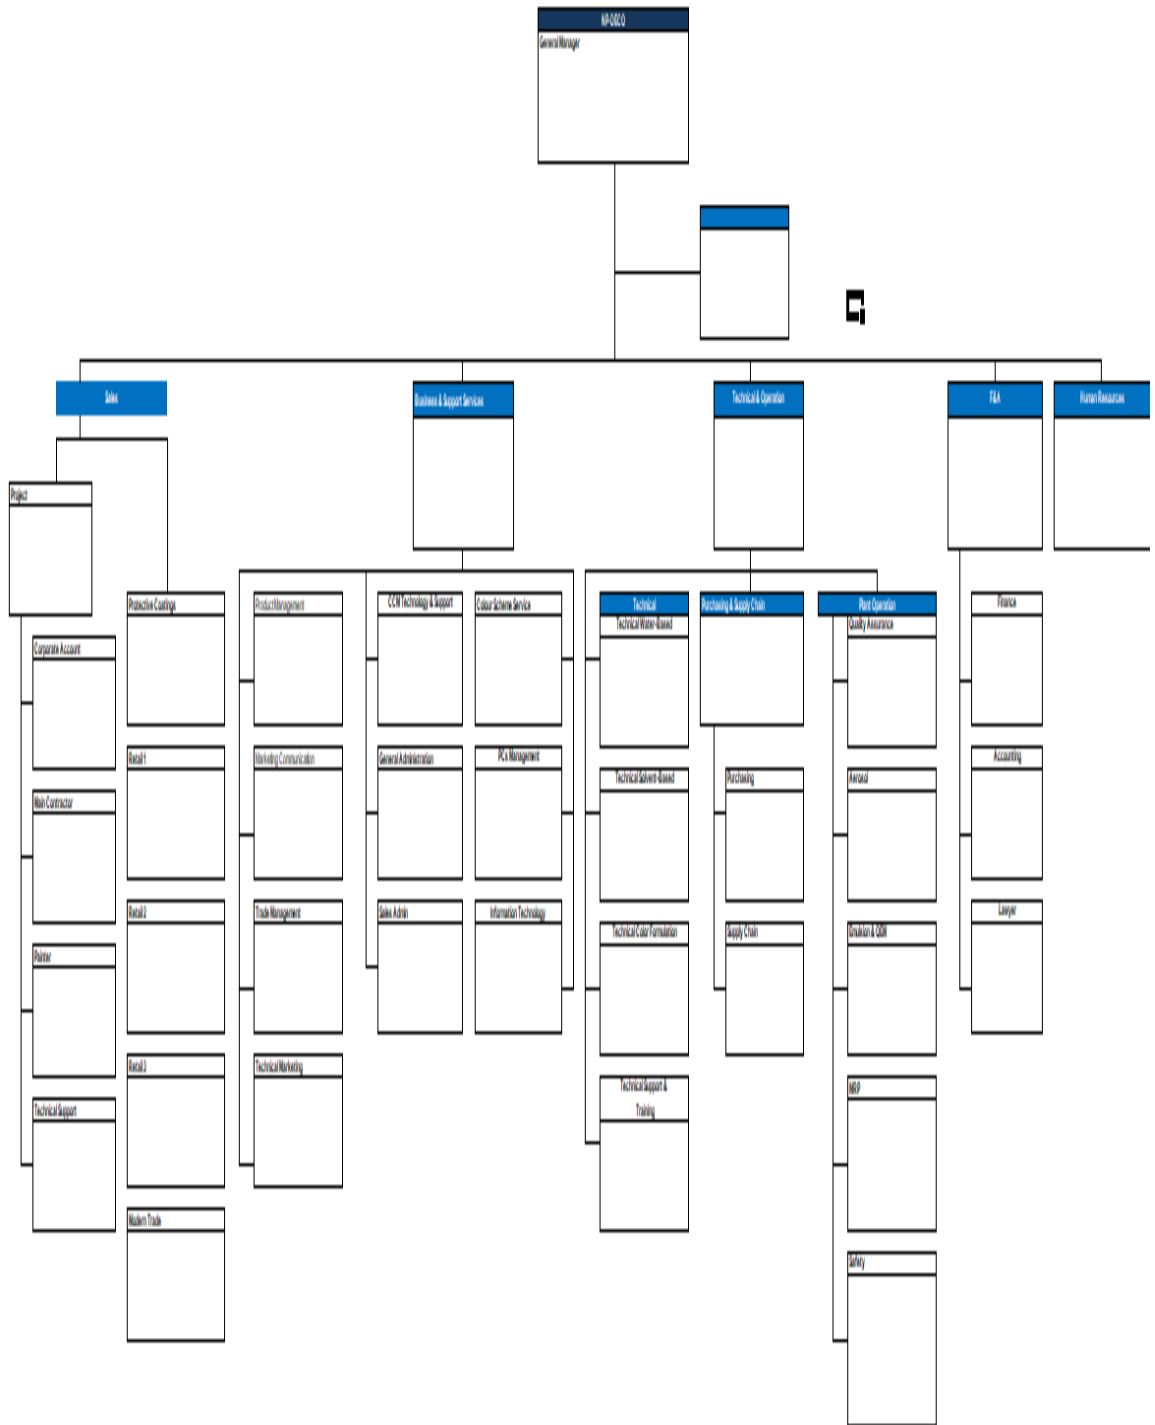 NP-DECO
General Manager
Sales
Business & Support Services
Technical & Operation
F&A
Human Resources
Project
Protective Coatings
Product Management
CCM Technology & Support
Colour Scheme Service
Technical
Purchasing & Supply Chain
Plant Operation
Finance
Technical Water-Based
Quality Assurance
Corporate Account
Retail 1
Marketing Communication
General Administration
PCs Management
Technical Solvent-Based
Purchasing
Aerosol
Accounting
Main Contractor
Retail 2
Trade Management
Sales Admin
Information Technology
Technical Color Formulation
Supply Chain
Emulsion & OEM
Lawyer
Painter
Retail 3
Technical Marketing
Technical Support &
Training
MRP
Technical Support
Modern Trade
Safety